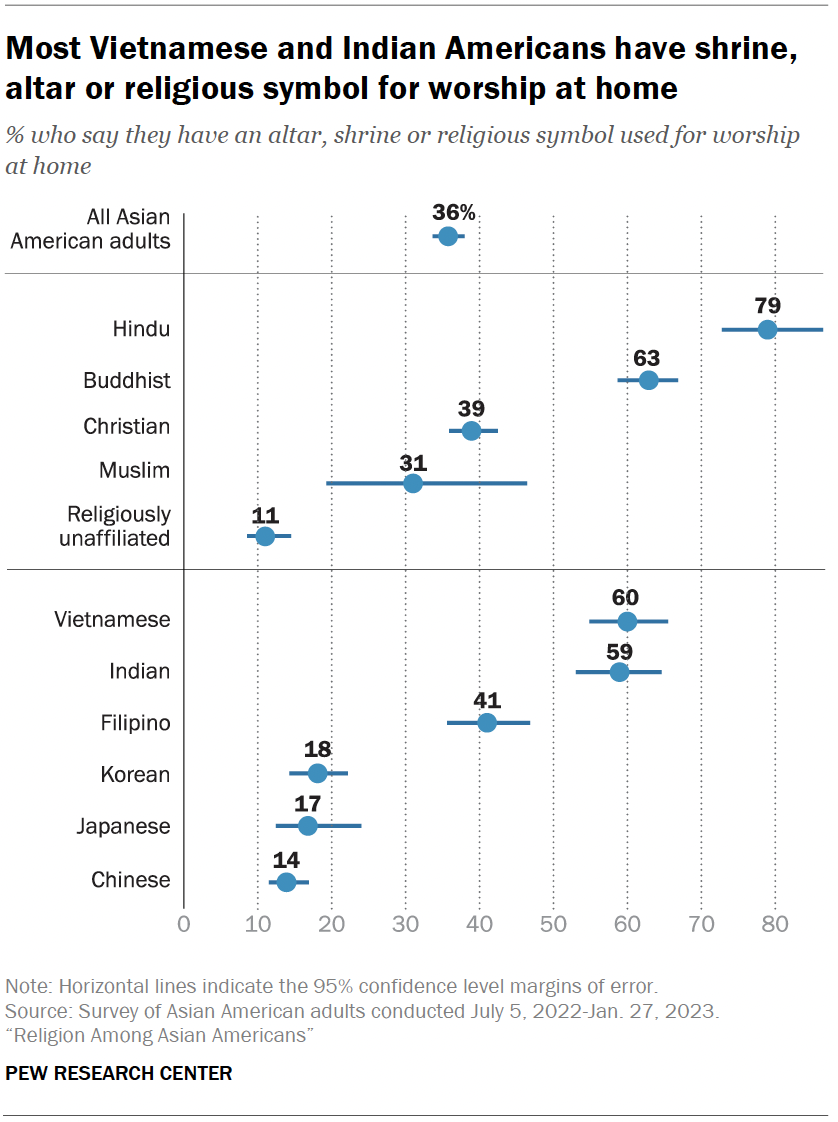 Most Vietnamese and Indian Americans have shrine,
altar or religious symbol for worship at home
% who say they have an altar, shrine or religious symbol used for worship
at home
All Asian
American adults
36%
Hindu
79
Buddhist
63
Christian
39
Muslim
31
Religiously
unaffiliated
11
Vietnamese
60
Indian
59
Filipino
41
Korean
18
Japanese
17
Chinese
14
0 10 20 30 40 50 60 70 80
Note: Horizontal lines indicate the 95% confidence level margins of error.
Source: Survey of Asian American adults conducted July 5, 2022-Jan. 27, 2023.
“Religion Among Asian Americans”
PEW RESEARCH CENTER